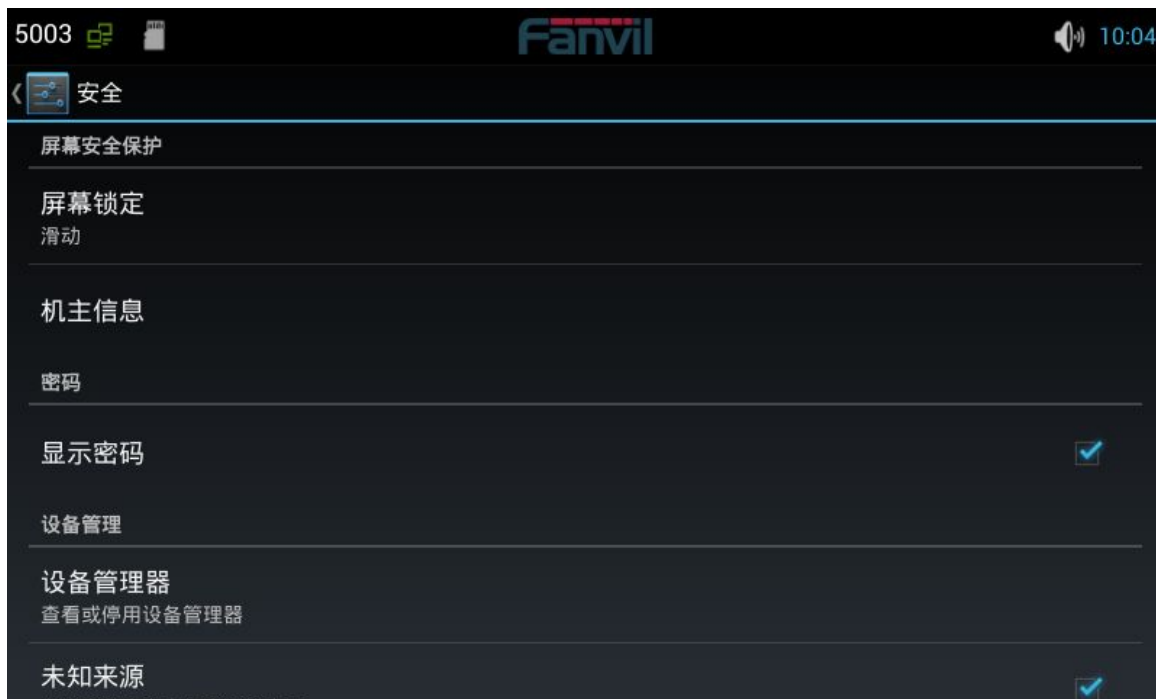 5003
Fanvil
10:04
安全
屏幕安全保护
屏幕锁定
滑动
机主信息
密码
显示密码
设备管理
设备管理器
查看或停用设备管理器
未知来源